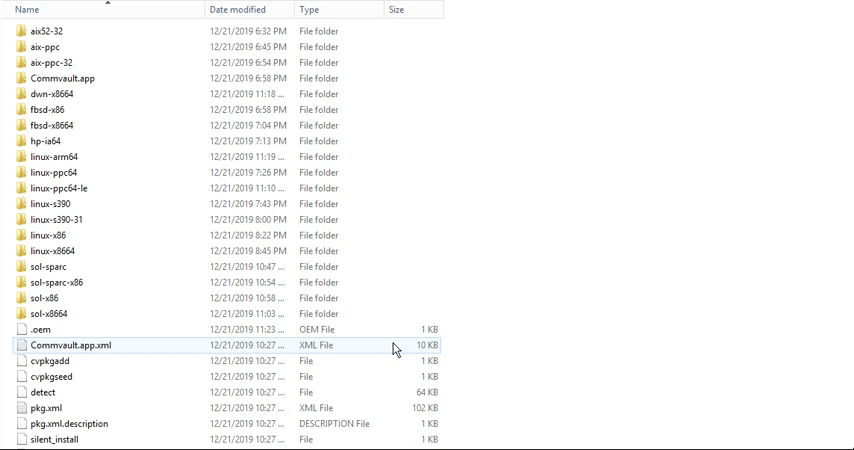 Name Date modified Type Size
aix52-32 12/21/2019 6:32 PM File folder
aix-ppc 12/21/2019 6:45 PM File folder
aix-ppc-32 12/21/2019 6:54 PM File folder
Commvault.app 12/21/2019 6:58 PM File folder
dwn-x8664 12/21/2019 11:18 ... File folder
fbsd-x86 12/21/2019 6:58 PM File folder
fbsd-x8664 12/21/2019 7:04 PM File folder
hp-ia64 12/21/2019 7:13 PM File folder
linux-arm64 12/21/2019 11:19 ... File folder
linux-ppc64 12/21/2019 7:26 PM File folder
linux-ppc64-le 12/21/2019 11:10 ... File folder
linux-s390 12/21/2019 7:43 PM File folder
linux-s390-31 12/21/2019 8:00 PM File folder
linux-x86 12/21/2019 8:22 PM File folder
linux-x8664 12/21/2019 8:45 PM File folder
sol-sparc 12/21/2019 10:47 ... File folder
sol-sparc-x86 12/21/2019 10:54 ... File folder
sol-x86 12/21/2019 10:58 ... File folder
sol-x8664 12/21/2019 11:03 ... File folder
.oem 12/21/2019 11:23 ... OEM File 1 KB
Commvault.app.xml 12/21/2019 10:27 ... XML File 10 KB
cvpkgadd 12/21/2019 10:27 ... File 1 KB
cvpkgseed 12/21/2019 10:27 ... File 1 KB
detect 12/21/2019 10:27 ... File 64 KB
pkg.xml 12/21/2019 10:27 ... XML File 102 KB
pkg.xml.description 12/21/2019 10:27 ... DESCRIPTION File 1 KB
silent_install 12/21/2019 10:27 ... File 1 KB